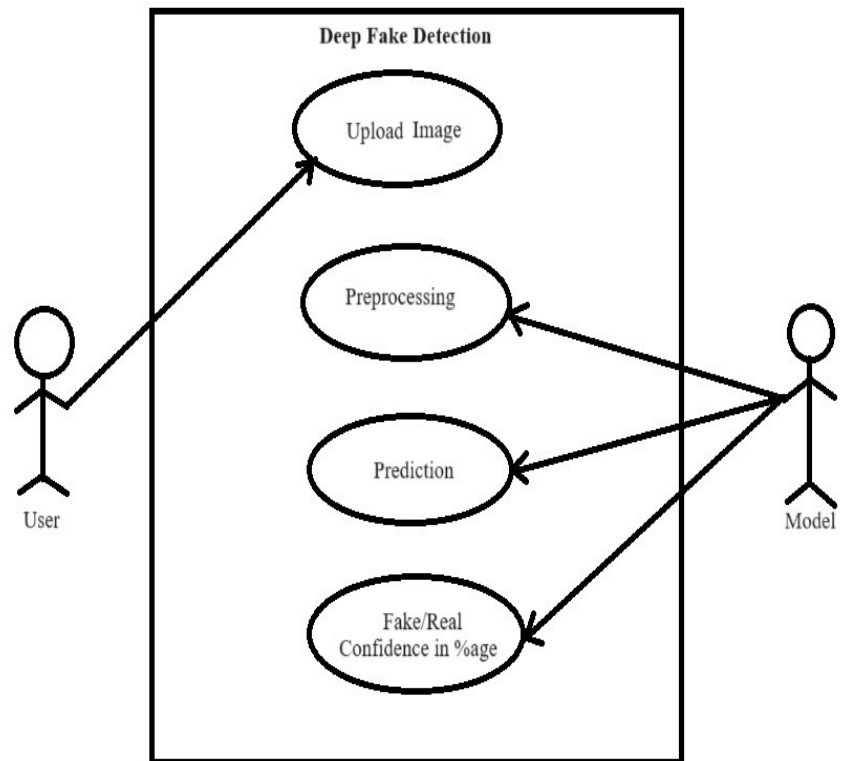 Deep Fake Detection
Upload Image
Preprocessing
Prediction
User
Model
Fake/Real
Confidence in %age